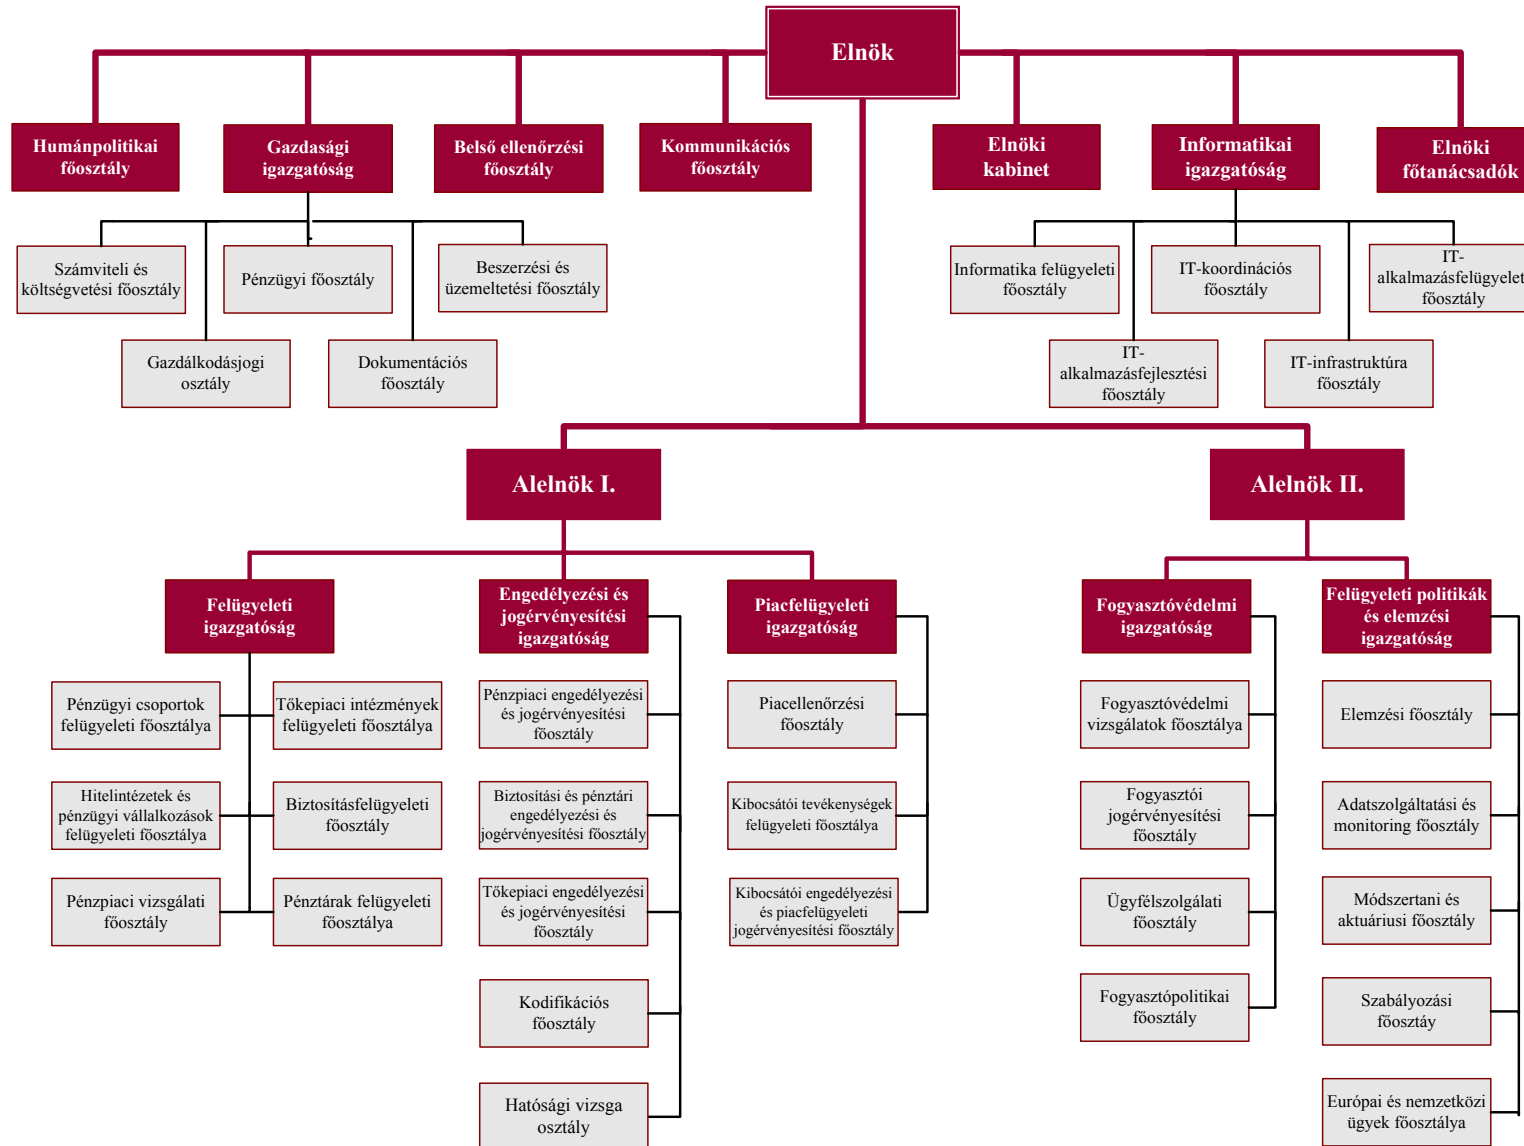 Elnök
Humánpolitikai
főosztály
Gazdasági
igazgatóság
Belső ellenőrzési
főosztály
Kommunikációs
főosztály
Elnöki
kabinet
Informatikai
igazgatóság
Elnöki
főtanácsadók
Számviteli és
költségvetési főosztály
Pénzügyi főosztály
Beszerzési és
üzemeltetési főosztály
Gazdálkodásjogi
osztály
Dokumentációs
főosztály
Informatika felügyeleti
főosztály
IT-koordinációs
főosztály
IT-
alkalmazásfelügyeleti
főosztály
IT-
alkalmazásfejlesztési
főosztály
IT-infrastruktúra
főosztály
Alelnök I.
Alelnök II.
Felügyeleti
igazgatóság
Engedélyezési és
jogérvényesítési
igazgatóság
Piacfelügyeleti
igazgatóság
Fogyasztóvédelmi
igazgatóság
Felügyeleti politikák
és elemzési
igazgatóság
Pénzügyi csoportok
felügyeleti főosztálya
Tőkepiaci intézmények
felügyeleti főosztálya
Hitelintézetek és
pénzügyi vállalkozások
felügyeleti főosztálya
Biztosításfelügyeleti
főosztály
Pénzpiaci vizsgálati
főosztály
Pénztárak felügyeleti
főosztálya
Pénzpiaci engedélyezési
és jogérvényesítési
főosztály
Biztosítási és pénztári
engedélyezési és
jogérvényesítési főosztály
Tőkepiaci engedélyezési
és jogérvényesítési
főosztály
Kodifikációs
főosztály
Hatósági vizsga
osztály
Piacellenőrzési
főosztály
Kibocsátói tevékenységek
felügyeleti főosztálya
Kibocsátói engedélyezési
és piacfelügyeleti
jogérvényesítési főosztály
Fogyasztóvédelmi
vizsgálatok főosztálya
Fogyasztói
jogérvényesítési
főosztály
Ügyfélszolgálati
főosztály
Fogyasztópolitikai
főosztály
Elemzési főosztály
Adatszolgáltatási és
monitoring főosztály
Módszertani és
aktuáriusi főosztály
Szabályozási
főosztáy
Európai és nemzetközi
ügyek főosztálya